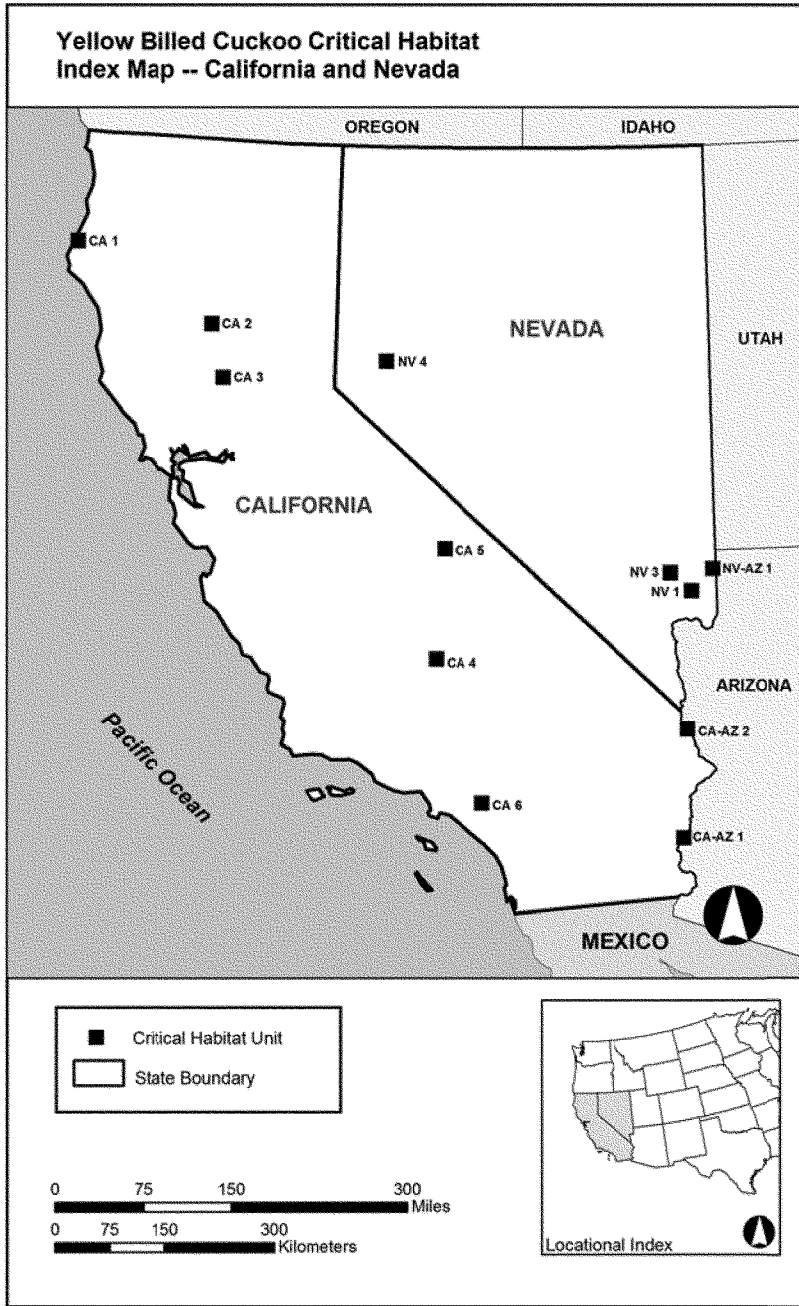 Yellow Billed Cuckoo Critical Habitat
Index Map -- California and Nevada
OREGON
IDAHO
CA 1
CA 2
NEVADA
UTAH
NV 4
CA 3
CALIFORNIA
CA 5
NV 3
NV-AZ 1
NV 1
CA 4
ARIZONA
CA-AZ 2
Pacific Ocean
CA 6
CA-AZ 1
MEXICO
Critical Habitat Unit
State Boundary
0 75 150 300
Miles
0 75 150 300
Kilometers
Locational Index